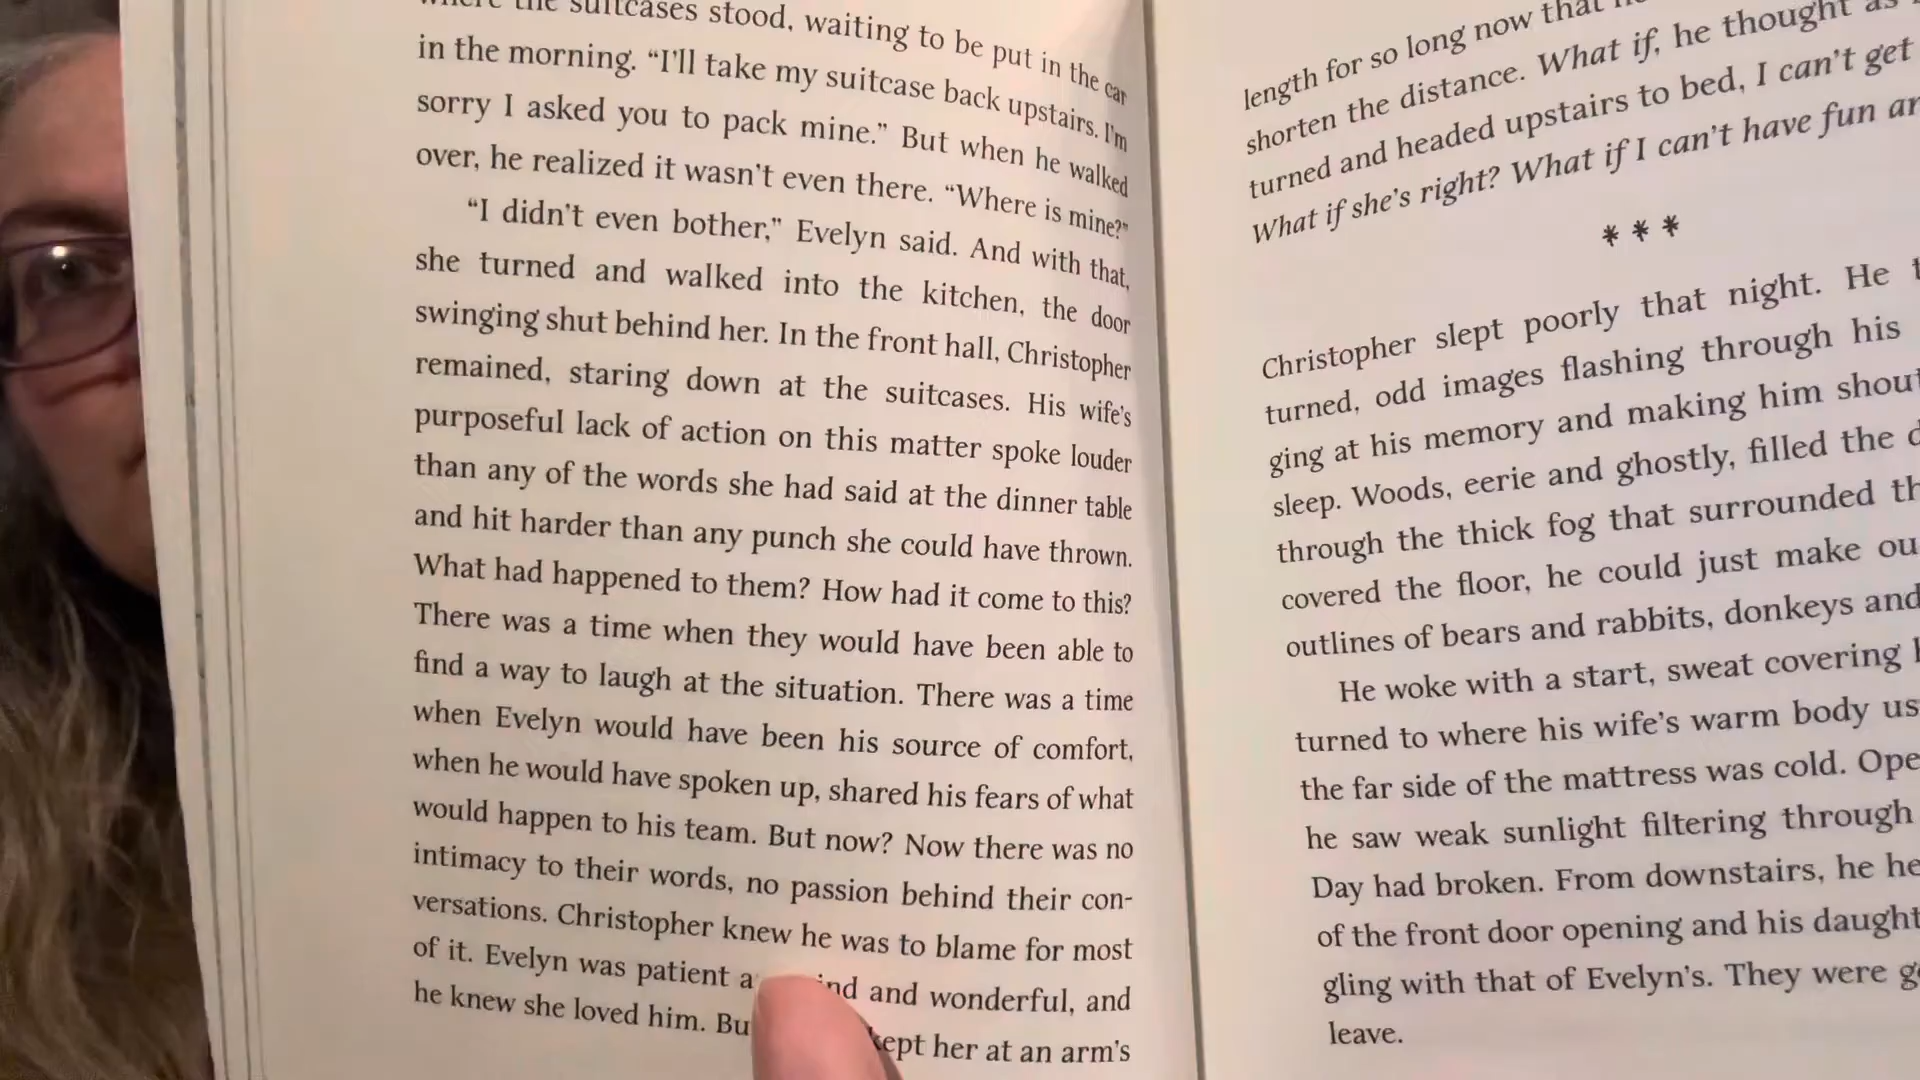 where the suitcases stood, waiting to be put in the car
in the morning. “I’ll take my suitcase back upstairs. I’m
sorry I asked you to pack mine.” But when he walked
over, he realized it wasn’t even there. “Where is mine?”
“I didn’t even bother,” Evelyn said. And with that,
she turned and walked into the kitchen, the door
swinging shut behind her. In the front hall, Christopher
remained, staring down at the suitcases. His wife’s
purposeful lack of action on this matter spoke louder
than any of the words she had said at the dinner table
and hit harder than any punch she could have thrown.
What had happened to them? How had it come to this?
There was a time when they would have been able to
find a way to laugh at the situation. There was a time
when Evelyn would have been his source of comfort,
when he would have spoken up, shared his fears of what
would happen to his team. But now? Now there was no
intimacy to their words, no passion behind their con-
versations. Christopher knew he was to blame for most
of it. Evelyn was patient and wonderful, and
he knew she loved him. kept her at an arm’s
length for so long now that
shorten the distance. What if, he thought as
turned and headed upstairs to bed, I can’t get
What if she’s right? What if I can’t have fun
* * *
Christopher slept poorly that night. He
turned, odd images flashing through his
ging at his memory and making him shout
sleep. Woods, eerie and ghostly, filled the
through the thick fog that surrounded
covered the floor, he could just make
outlines of bears and rabbits, donkeys and
He woke with a start, sweat covering
turned to where his wife’s warm body
the far side of the mattress was cold.
he saw weak sunlight filtering through
Day had broken. From downstairs, he
of the front door opening and his
gling with that of Evelyn’s. They were
leave.